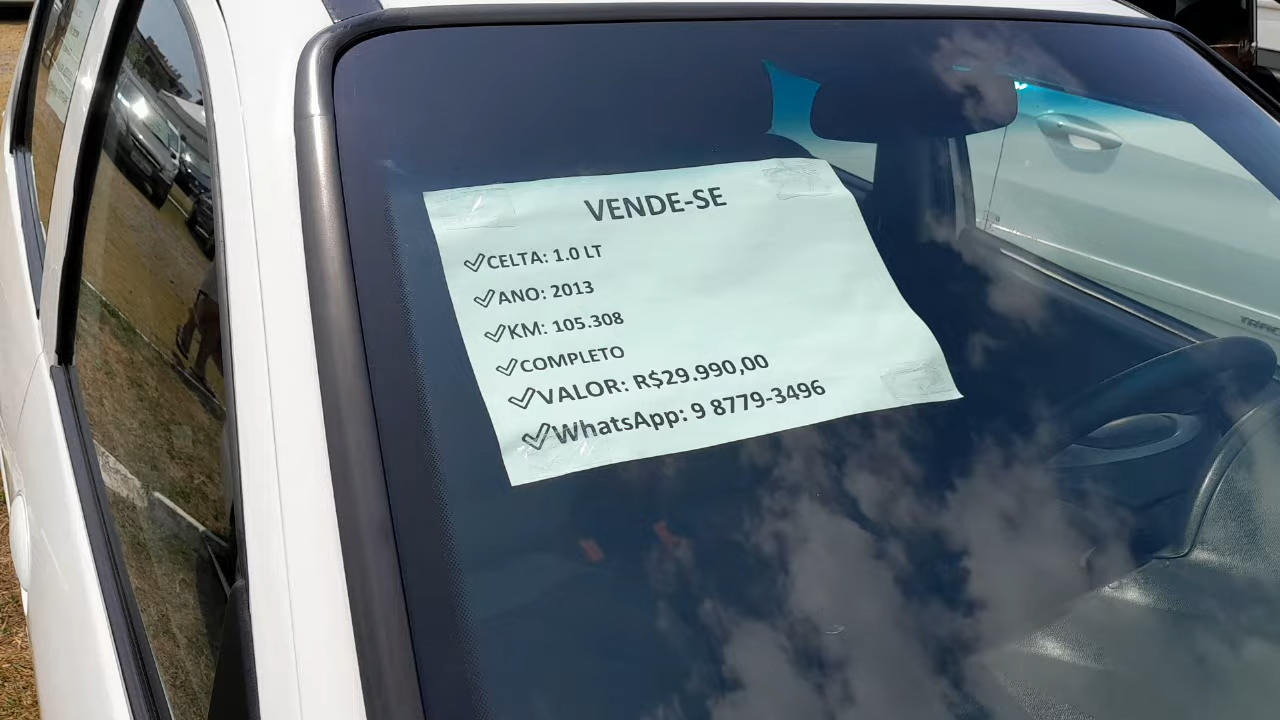 VENDE-SE
✓CELTA: 1.0 LT
✓ANO: 2013
✓KM: 105.308
✓COMPLETO
✓VALOR: R$29.990,00
✓WhatsApp: 9 8779-3496